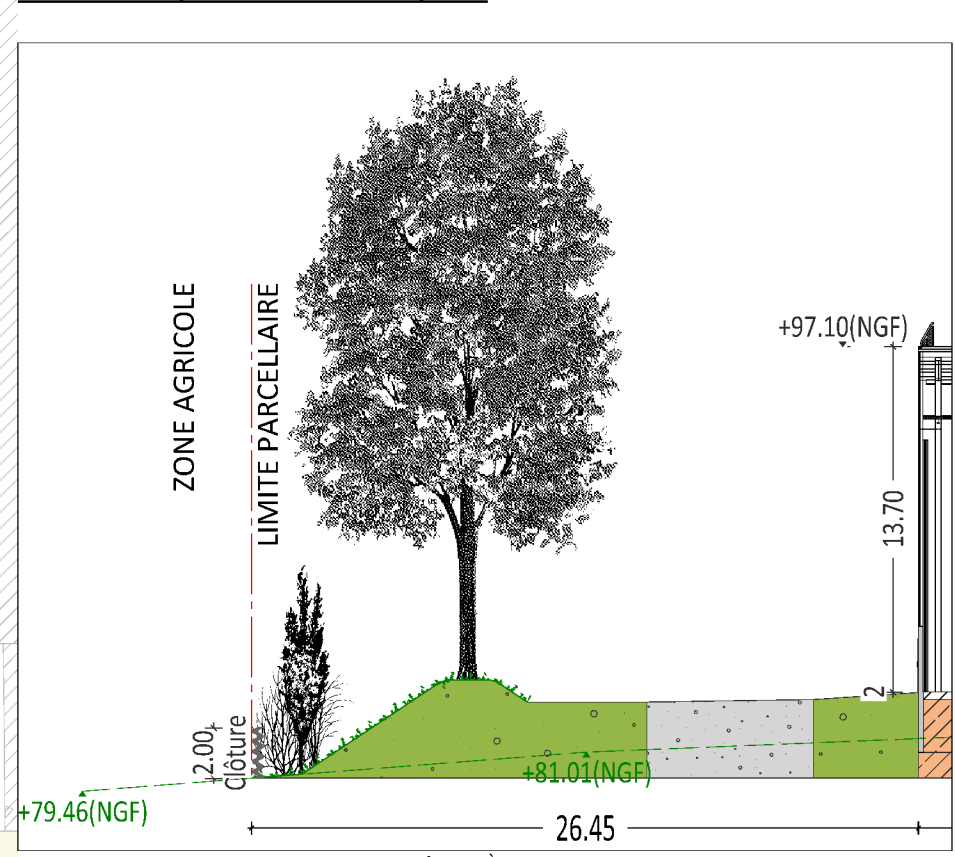 ZONE AGRICOLE
LIMITE PARCELLAIRE
+97.10(NGF)
13.70
2
2.00
Clôture
+81.01(NGF)
+79.46(NGF)
26.45